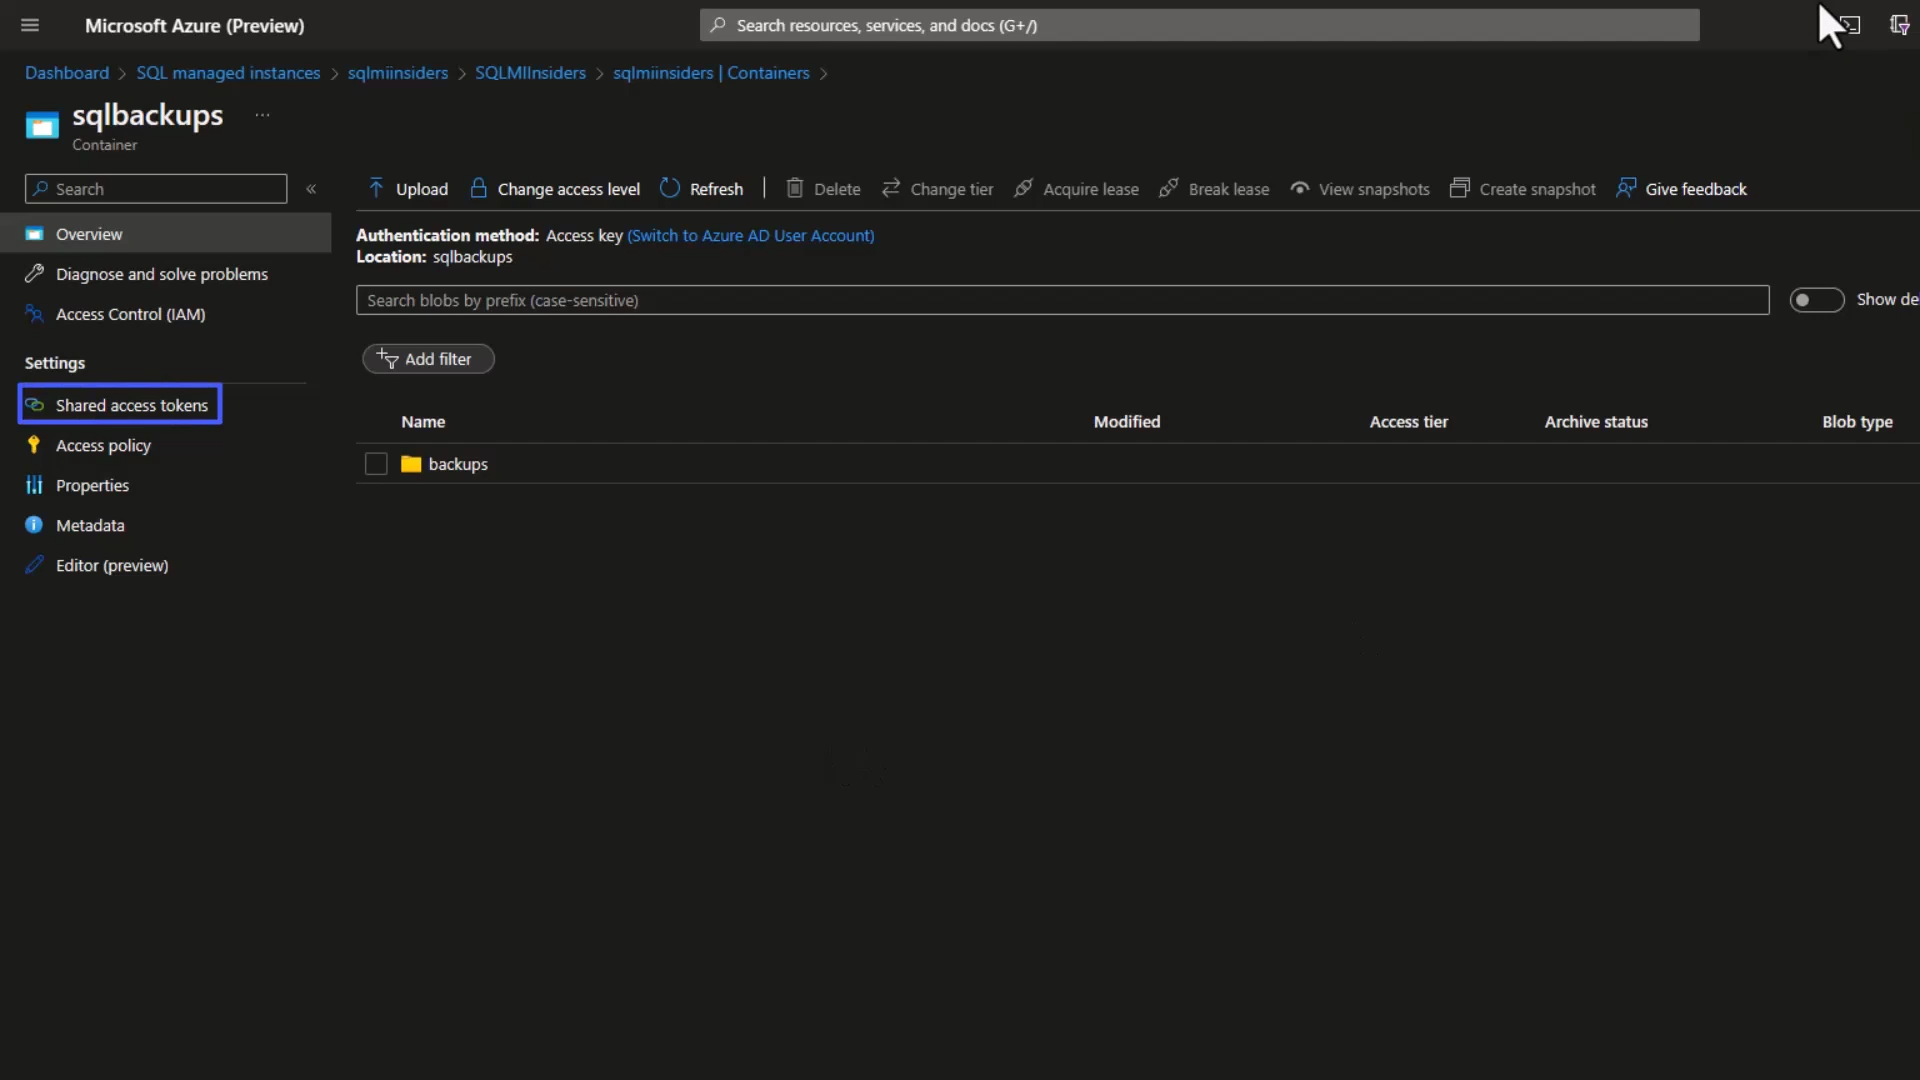 Microsoft Azure (Preview)
Search resources, services, and docs (G+/)
Dashboard > SQL managed instances > sqlmiinsiders > SQLMIInsiders > sqlmiinsiders | Containers >
sqlbackups ...
Container
Search «
Upload Change access level Refresh | Delete Change tier Acquire lease Break lease View snapshots Create snapshot Give feedback
Overview
Diagnose and solve problems
Access Control (IAM)
Settings
Shared access tokens
Access policy
Properties
Metadata
Editor (preview)
Authentication method: Access key (Switch to Azure AD User Account)
Location: sqlbackups
Search blobs by prefix (case-sensitive)
Show de
Add filter
Name Modified Access tier Archive status Blob type
backups